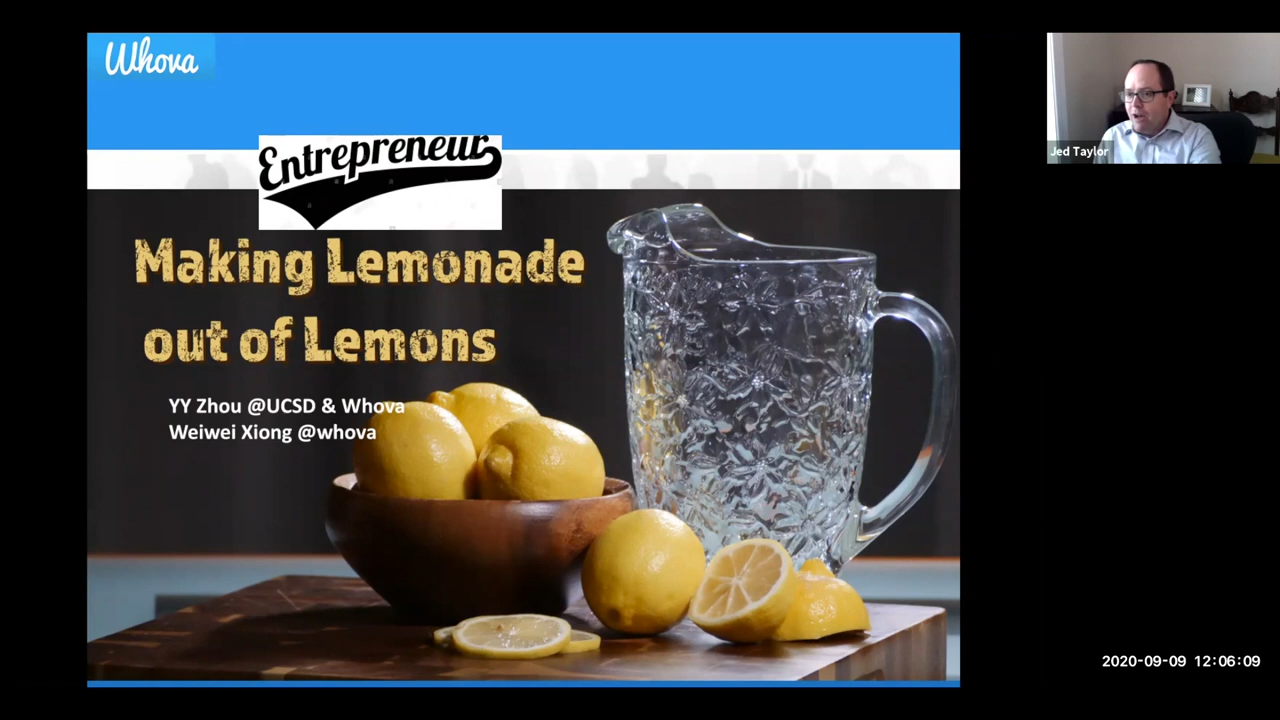 Whova
Entrepreneur
Making Lemonade
out of Lemons
YY Zhou @UCSD & Whova
Weiwei Xiong @whova
Jed Taylor
2020-09-09 12:06:09